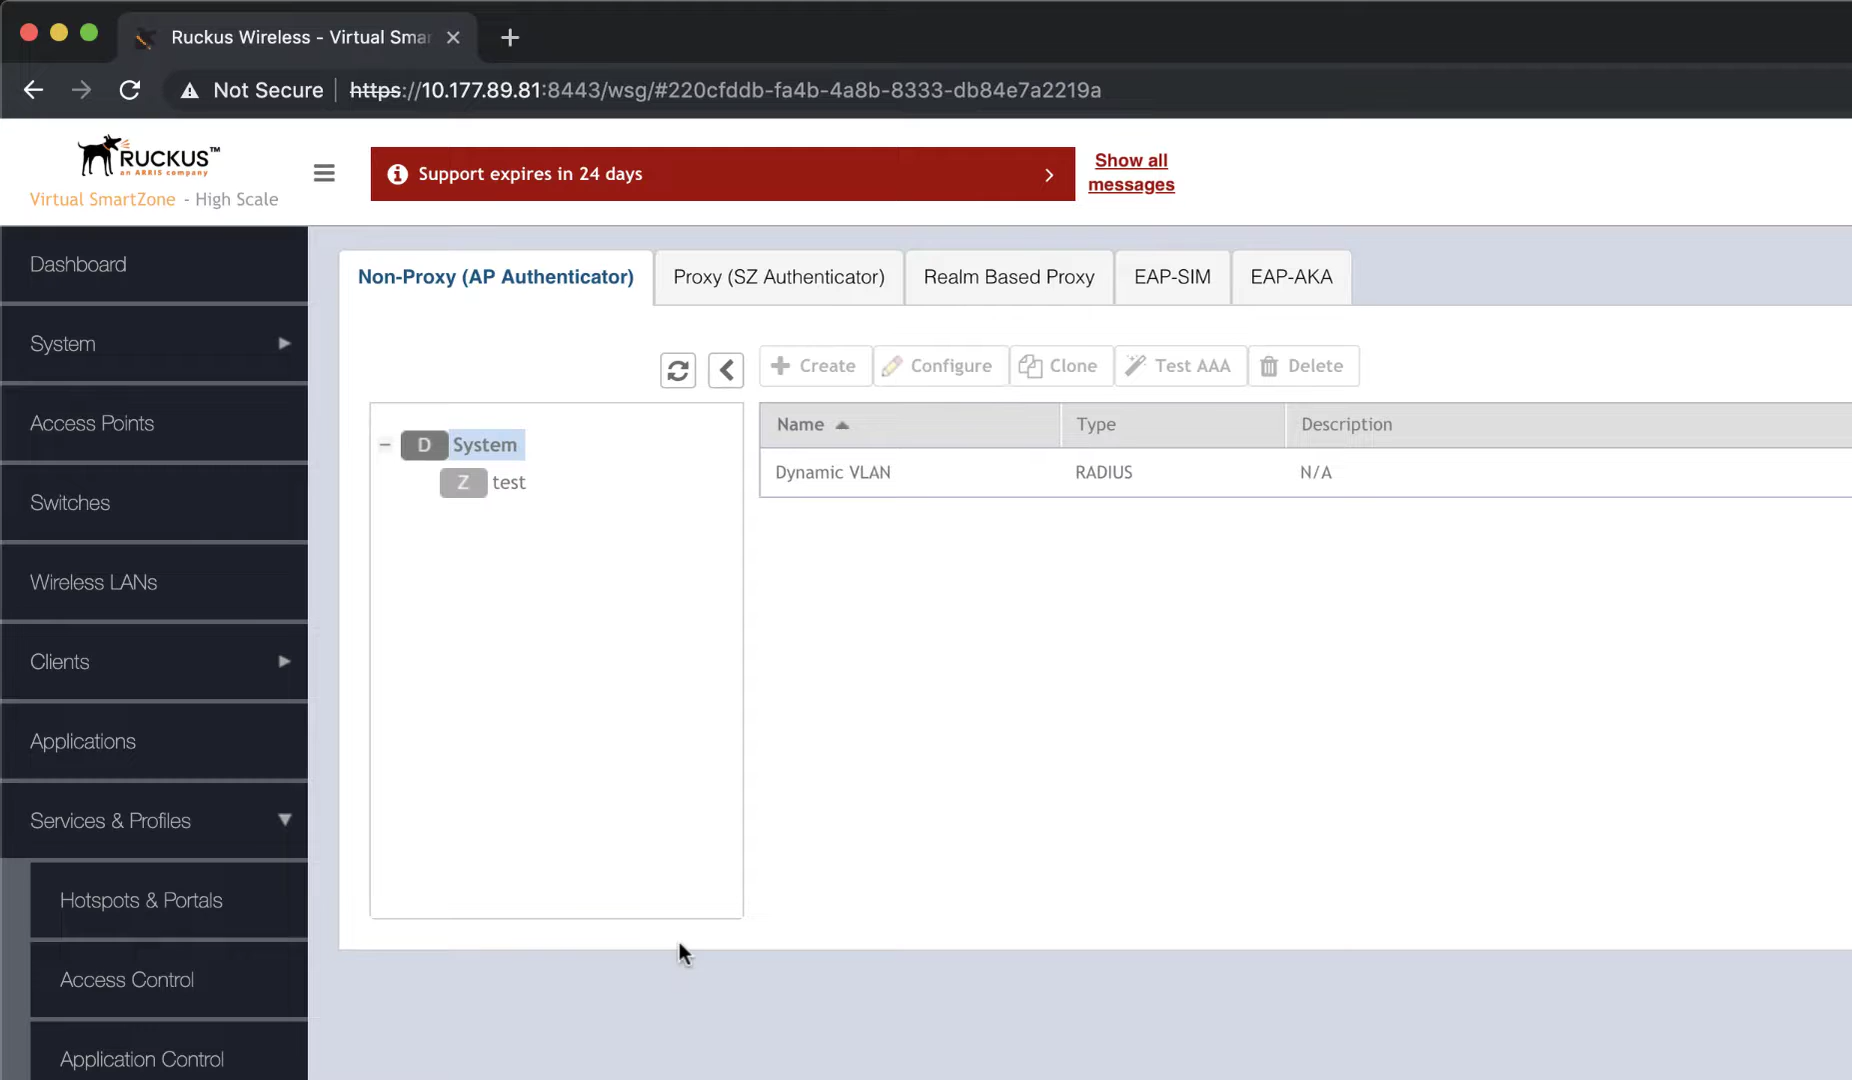 Ruckus Wireless - Virtual Smar
Not Secure https://10.177.89.81:8443/wsg/#220cfddb-fa4b-4a8b-8333-db84e7a2219a
RUCKUS™
an ARRIS company
Virtual SmartZone - High Scale
Support expires in 24 days
Show all
messages
Dashboard
System
Access Points
Switches
Wireless LANs
Clients
Applications
Services & Profiles
Hotspots & Portals
Access Control
Application Control
Non-Proxy (AP Authenticator) Proxy (SZ Authenticator) Realm Based Proxy EAP-SIM EAP-AKA
Create Configure Clone Test AAA Delete
D System
Z test
Name Type Description
Dynamic VLAN RADIUS N/A